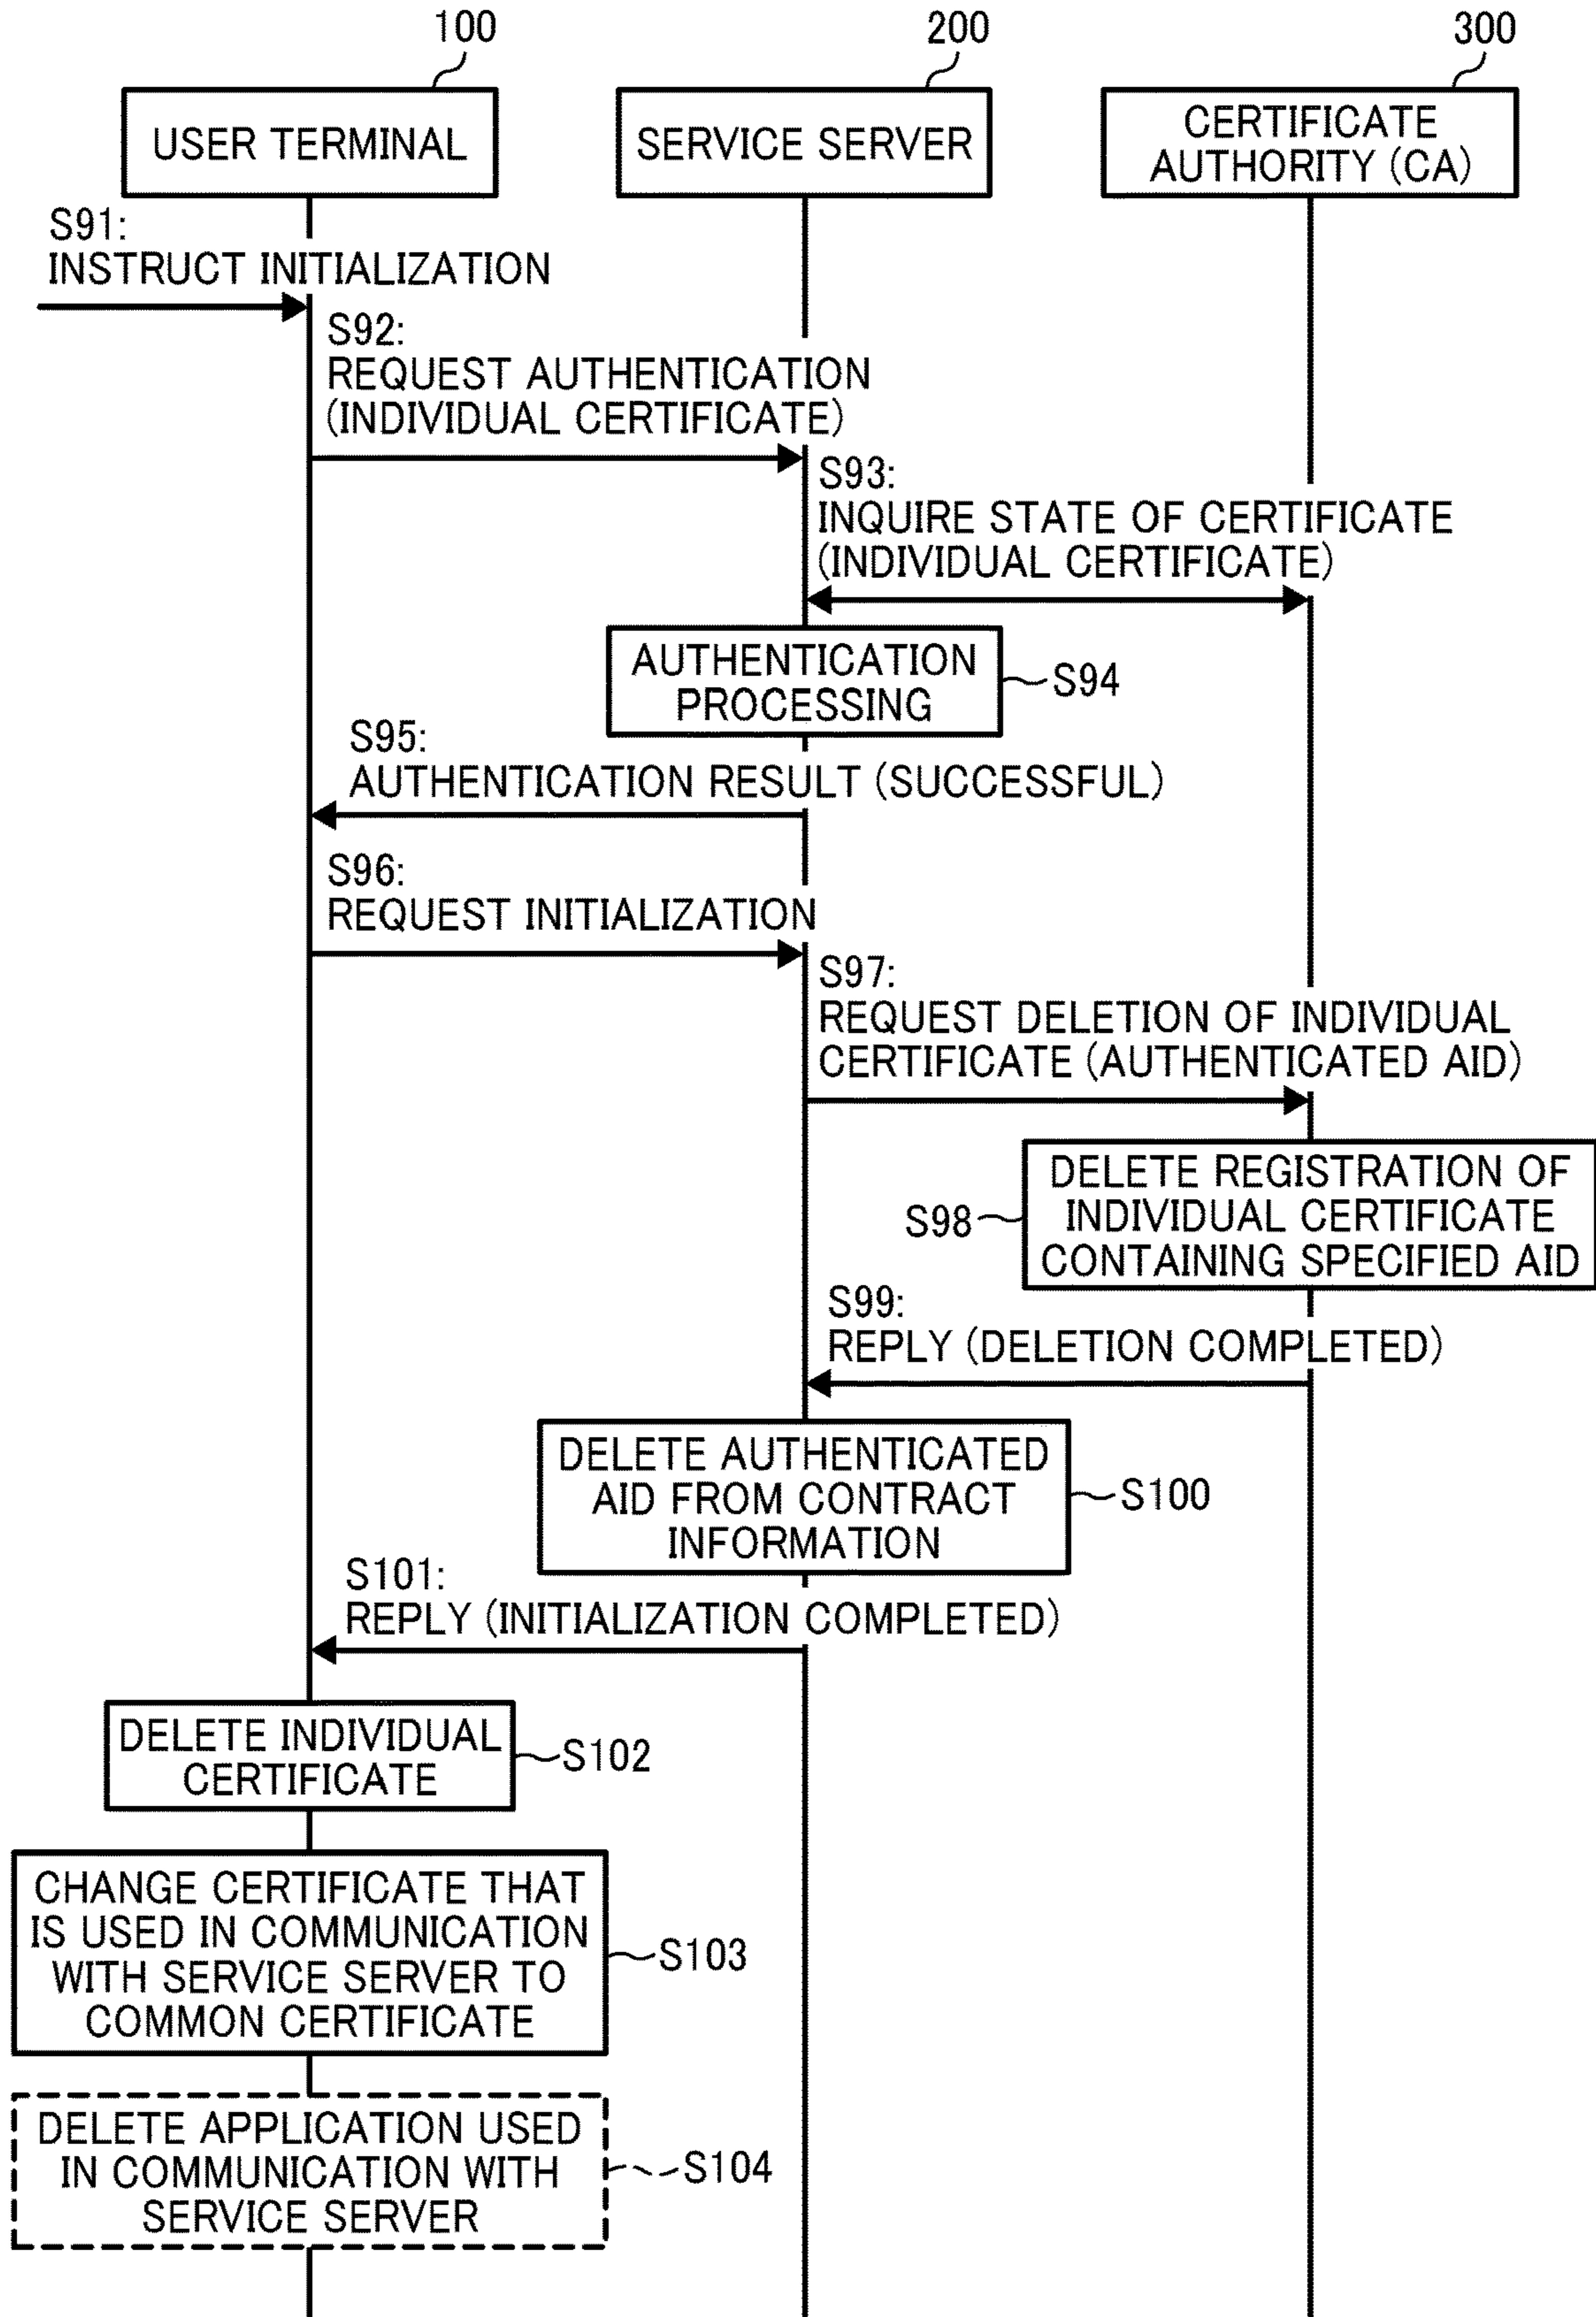 100
200
300
USER TERMINAL
SERVICE SERVER
CERTIFICATE
AUTHORITY (CA)
S91:
INSTRUCT INITIALIZATION
S92:
REQUEST AUTHENTICATION
(INDIVIDUAL CERTIFICATE)
S93:
INQUIRE STATE OF CERTIFICATE
(INDIVIDUAL CERTIFICATE)
AUTHENTICATION
PROCESSING
S94
S95:
AUTHENTICATION RESULT (SUCCESSFUL)
S96:
REQUEST INITIALIZATION
S97:
REQUEST DELETION OF INDIVIDUAL
CERTIFICATE (AUTHENTICATED AID)
DELETE REGISTRATION OF
INDIVIDUAL CERTIFICATE
CONTAINING SPECIFIED AID
S98
S99:
REPLY (DELETION COMPLETED)
DELETE AUTHENTICATED
AID FROM CONTRACT
INFORMATION
S100
S101:
REPLY (INITIALIZATION COMPLETED)
DELETE INDIVIDUAL
CERTIFICATE
S102
CHANGE CERTIFICATE THAT
IS USED IN COMMUNICATION
WITH SERVICE SERVER TO
COMMON CERTIFICATE
S103
DELETE APPLICATION USED
IN COMMUNICATION WITH
SERVICE SERVER
S104